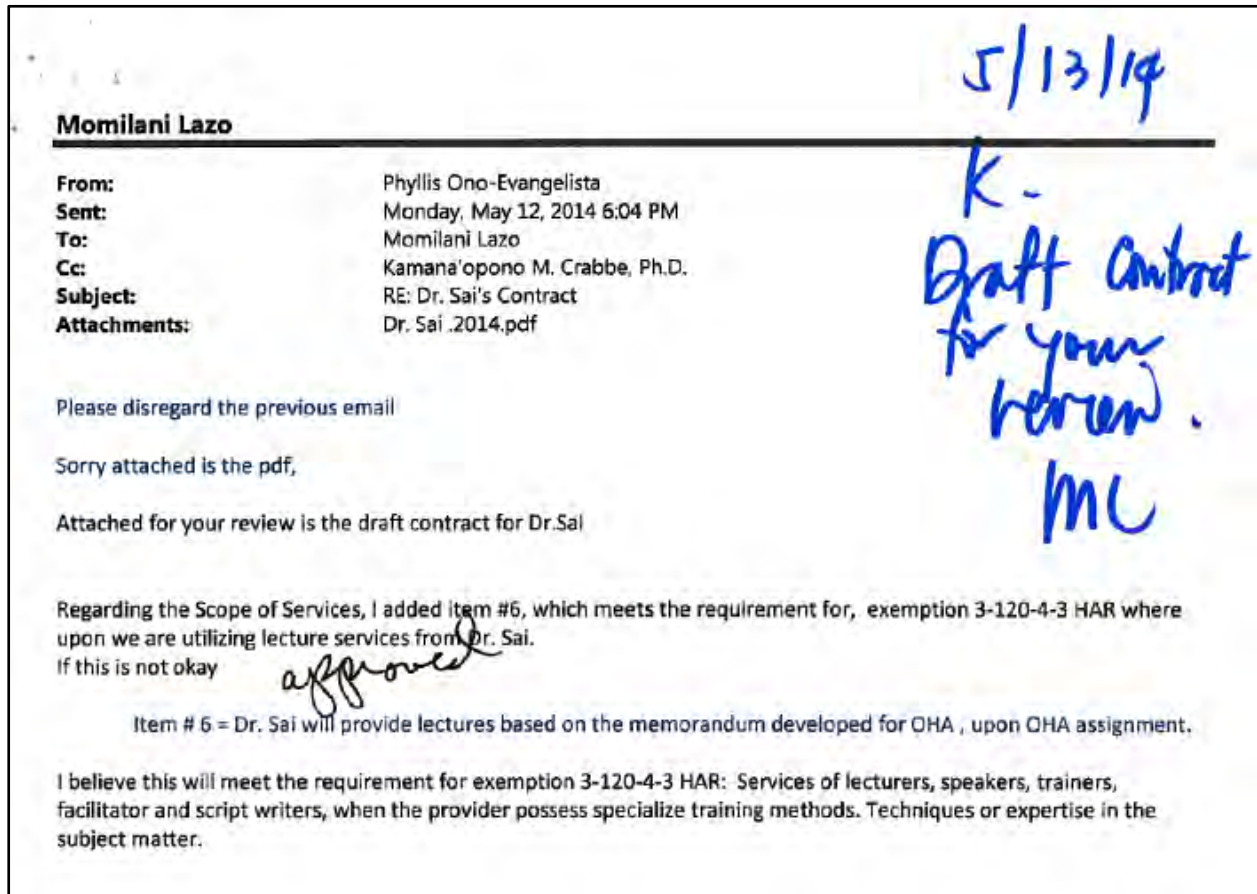 5/13/14
Momilani Lazo
K-
Draft Contract
for your
review.
From: Phyllis Ono-Evangelista
Sent: Monday, May 12, 2014 6:04 PM
To: Momilani Lazo
Cc: Kamana'opono M. Crabbe, Ph.D.
Subject: RE: Dr. Sai's Contract
Attachments: Dr. Sai .2014.pdf
Please disregard the previous email
Sorry attached is the pdf,
Attached for your review is the draft contract for Dr.Sai
Regarding the Scope of Services, I added item #6, which meets the requirement for, exemption 3-120-4-3 HAR where
upon we are utilizing lecture services from Dr. Sai.
If this is not okay
approved
Item # 6 = Dr. Sai will provide lectures based on the memorandum developed for OHA , upon OHA assignment.
I believe this will meet the requirement for exemption 3-120-4-3 HAR: Services of lecturers, speakers, trainers,
facilitator and script writers, when the provider possess specialize training methods. Techniques or expertise in the
subject matter.